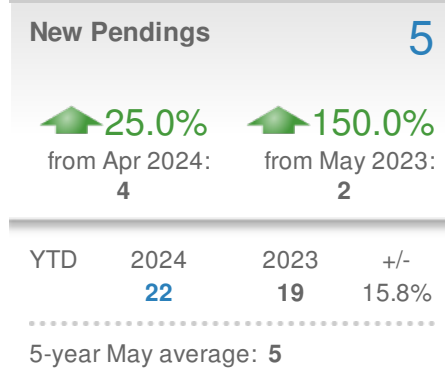 New Pendings 5
25.0% 150.0%
from Apr 2024: from May 2023:
4 2
YTD 2024 2023 +/-
22 19 15.8%
5-year May average: 5